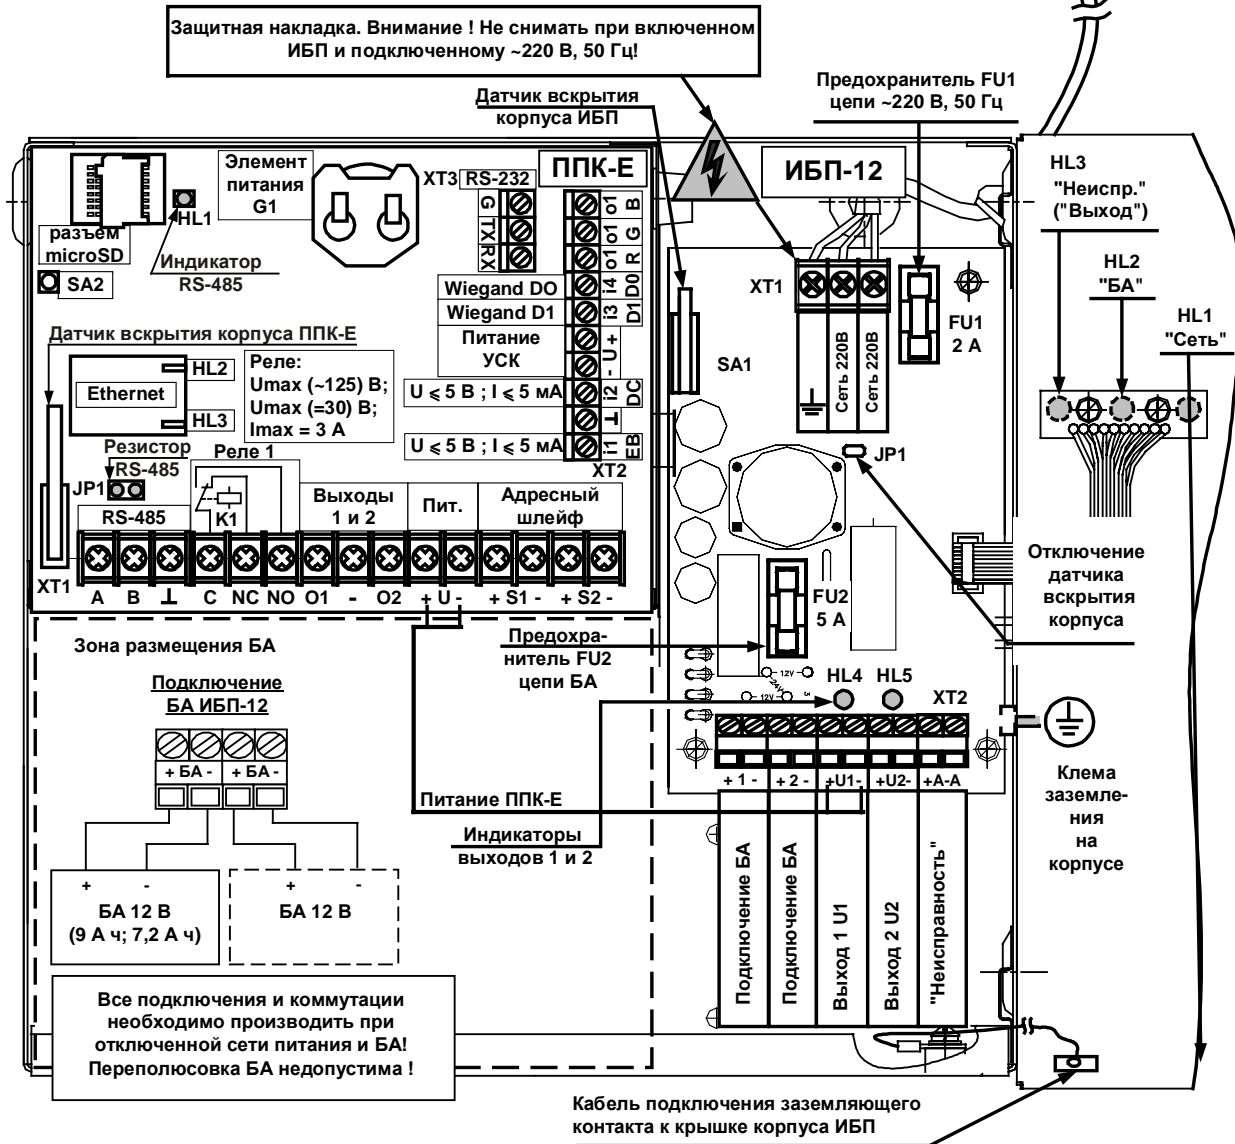 Защитная накладка. Внимание ! Не снимать при включенном
ИБП и подключенному ~220 В, 50 Гц!
Датчик вскрытия
корпуса ИБП
Предохранитель FU1
цепи ~220 В, 50 Гц
HL1
разъем
microSD
SA2
Индикатор
RS-485
Элемент
питания
G1
XT3
RS-232
G
TX
RX
ППК-Е
o1 B
o1 G
o1 R
i4 D0
i3 D1
U +
-
i2 DC
⊥
i1 EB
XT2
Wiegand DO
Wiegand D1
Питание
УСК
U ⩽ 5 В ; I ⩽ 5 мА
U ⩽ 5 В ; I ⩽ 5 мА
Датчик вскрытия корпуса ППК-Е
Ethernet
HL2
HL3
Реле:
Umax (~125) В;
Umax (=30) В;
Imax = 3 А
Резистор
RS-485
JP1
Реле 1
K1
RS-485
Выходы
1 и 2
Пит.
Адресный
шлейф
XT1
A B ⊥ C NC NO O1 - O2 + U - + S1 - + S2 -
ИБП-12
XT1
FU1
2 А
SA1
Сеть 220В
Сеть 220В
JP1
HL3
"Неиспр."
("Выход")
HL2
"БА"
HL1
"Сеть"
Отключение
датчика
вскрытия
корпуса
FU2
5 А
Предохра-
нитель FU2
цепи БА
12V
24V
12V
HL4
HL5
XT2
+ 1 - + 2 - +U1- +U2- +A-A
Подключение БА
Подключение БА
Выход 1 U1
Выход 2 U2
"Неисправность"
Клема
заземле-
ния
на
корпусе
Зона размещения БА
Подключение
БА ИБП-12
+ БА - + БА -
+ -
БА 12 В
(9 А ч; 7,2 А ч)
+ -
БА 12 В
Питание ППК-Е
Индикаторы
выходов 1 и 2
Все подключения и коммутации
необходимо производить при
отключенной сети питания и БА!
Переполюсовка БА недопустима !
Кабель подключения заземляющего
контакта к крышке корпуса ИБП